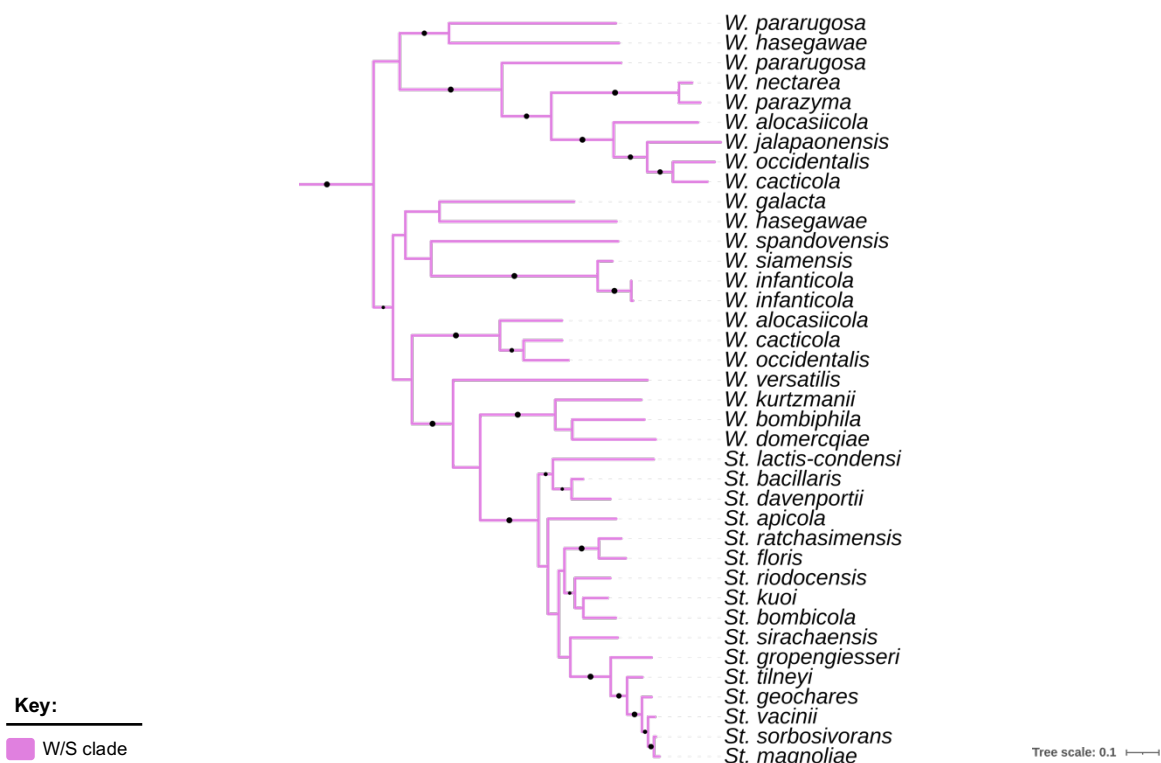 W. pararugosa
W. hasegawae
W. pararugosa
W. nectarea
W. parazyma
W. alocasiicola
W. jalapaonensis
W. occidentalis
W. cacticola
W. galacta
W. hasegawae
W. spandovensis
W. siamensis
W. infanticola
W. infanticola
W. alocasiicola
W. cacticola
W. occidentalis
W. versatilis
W. kurtzmanii
W. bombiphila
W. domercqiae
St. lactis-condensi
St. bacillaris
St. davenportii
St. apicola
St. ratchasimensis
St. floris
St. riodocensis
St. kuoi
St. bombicola
St. sirachaensis
St. gropengiesseri
St. tilneyi
St. geochares
St. vacinii
St. sorbosivorans
St. magnoliae
Key:
W/S clade
Tree scale: 0.1